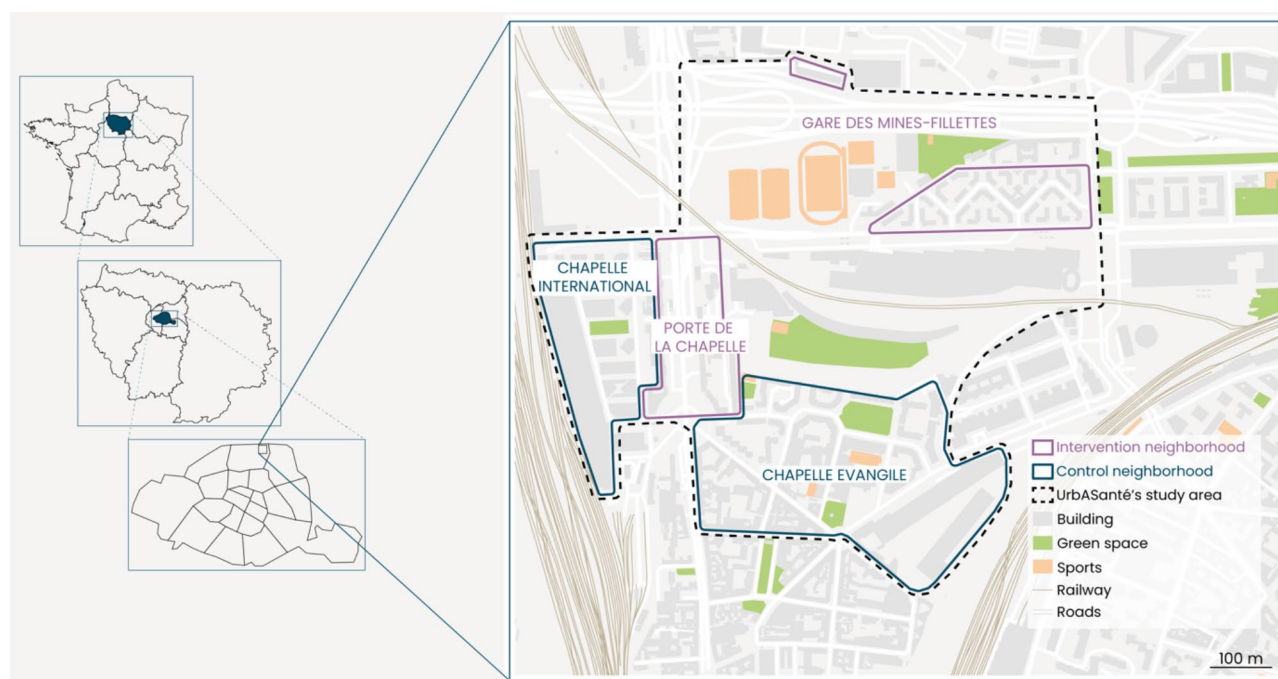 GARE DES MINES-FILLETTES
CHAPELLE
INTERNATIONAL
PORTE DE
LA CHAPELLE
CHAPELLE EVANGILE
Intervention neighborhood
Control neighborhood
UrbASanté's study area
Building
Green space
Sports
Railway
Roads
100 m